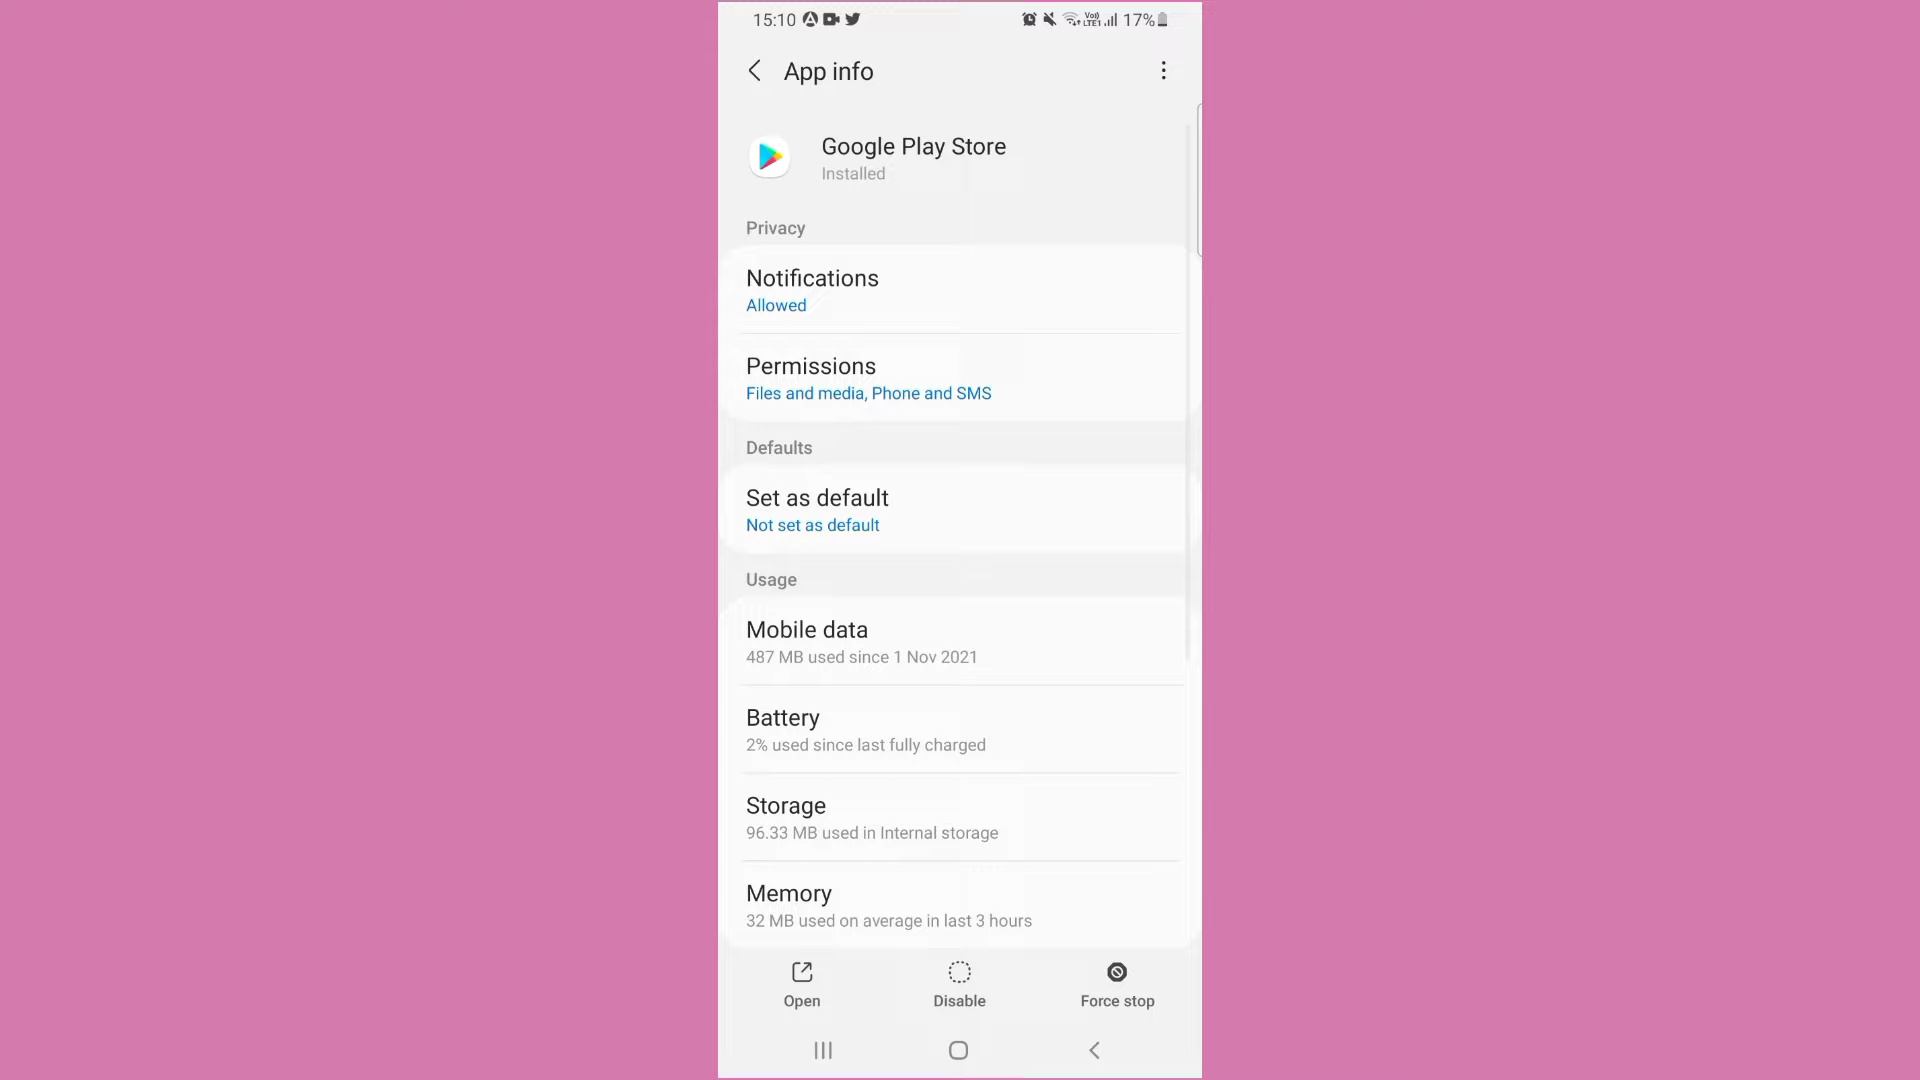 15:10 17%
App info
Google Play Store
Installed
Privacy
Notifications
Allowed
Permissions
Files and media, Phone and SMS
Defaults
Set as default
Not set as default
Usage
Mobile data
487 MB used since 1 Nov 2021
Battery
2% used since last fully charged
Storage
96.33 MB used in Internal storage
Memory
32 MB used on average in last 3 hours
Open Disable Force stop